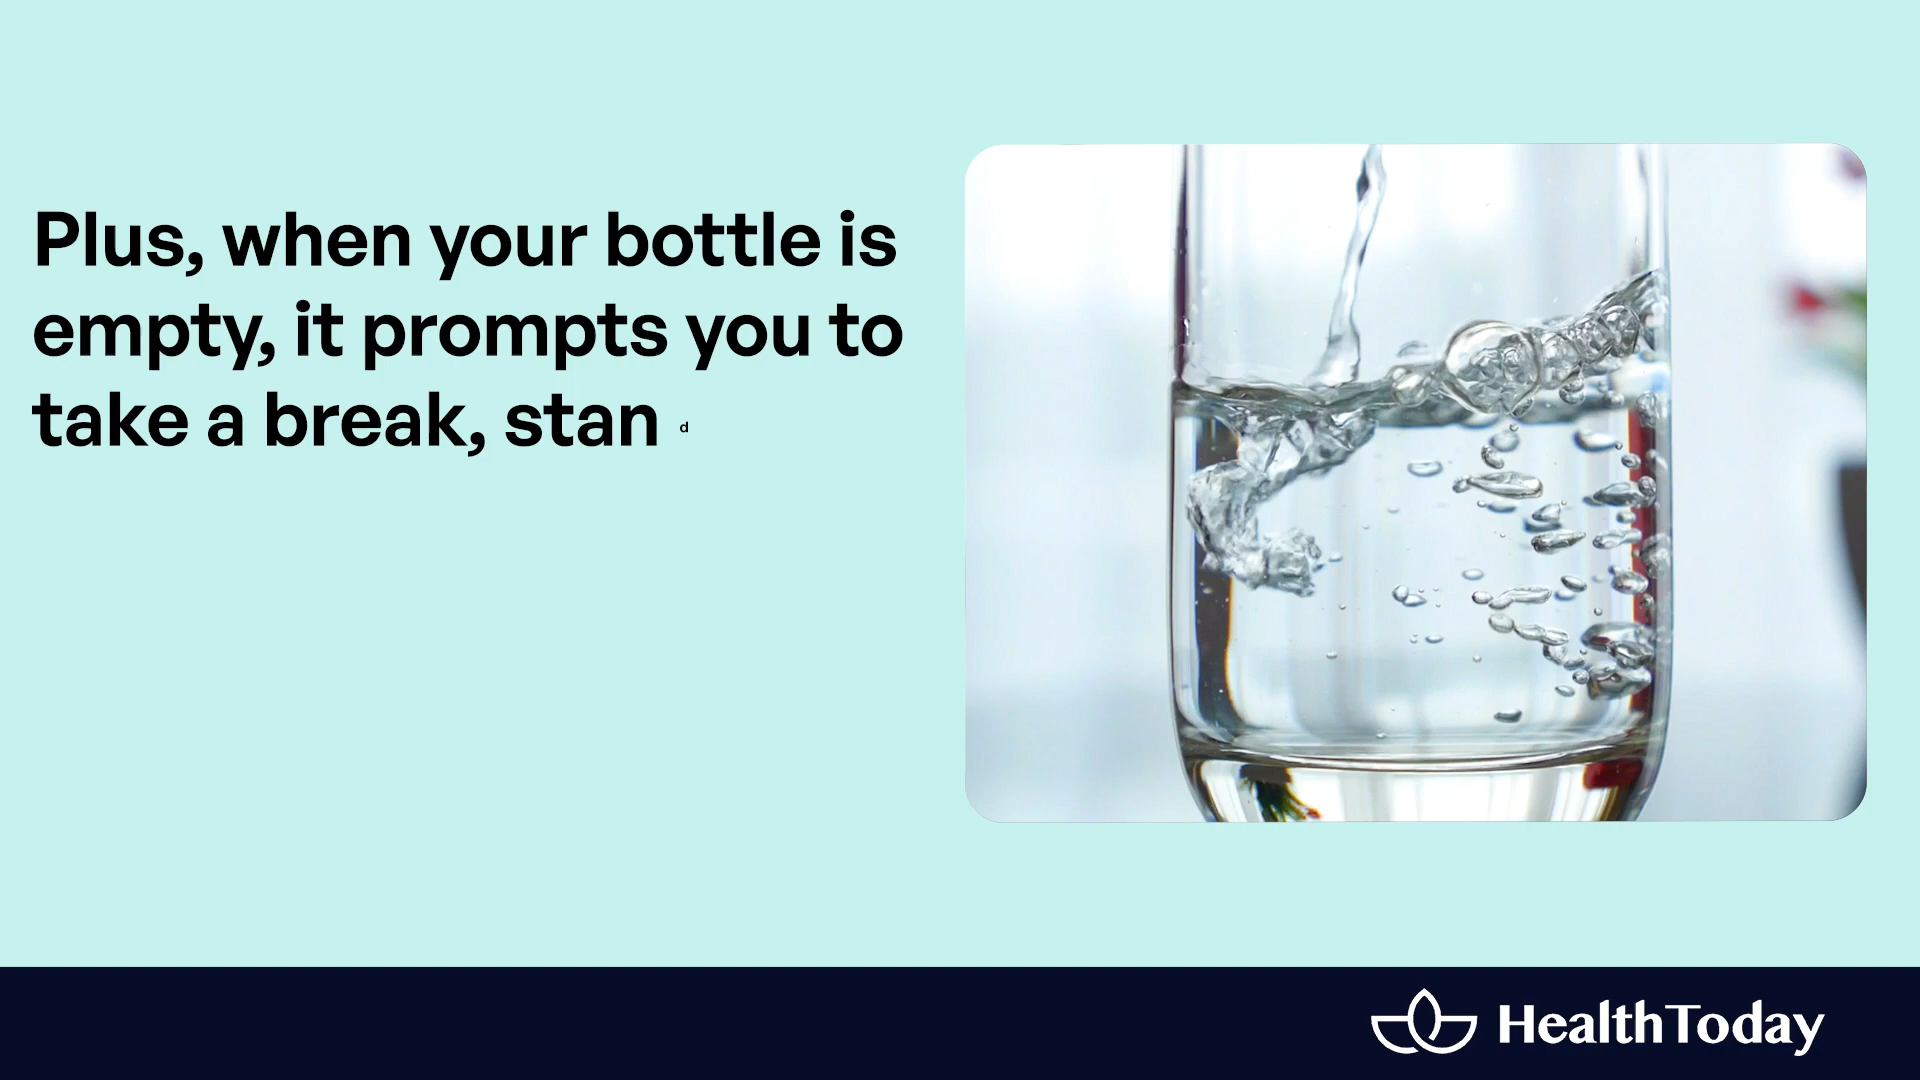 Plus, when your bottle is
empty, it prompts you to
take a break, stan d
HealthToday